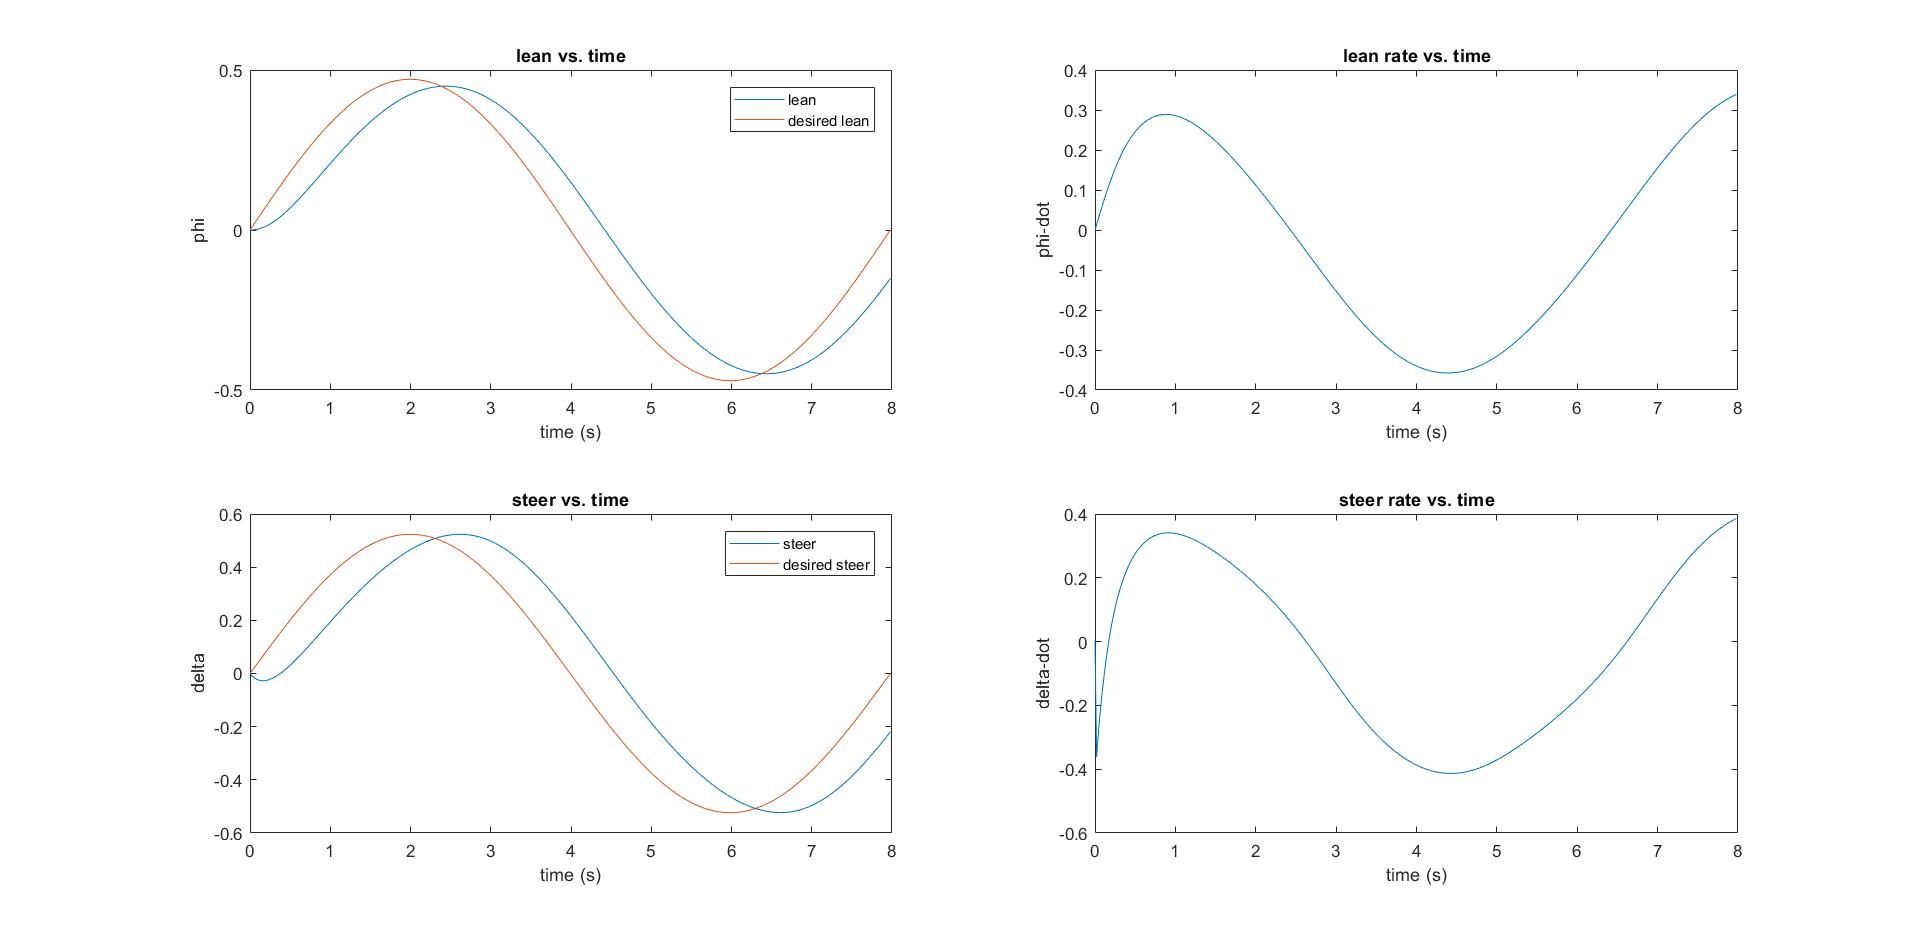 lean vs. time
0.5
0
-0.5
phi
lean
desired lean
0 1 2 3 4 5 6 7 8
time (s)
lean rate vs. time
0.4
0.3
0.2
0.1
0
-0.1
-0.2
-0.3
-0.4
phi-dot
0 1 2 3 4 5 6 7 8
time (s)
steer vs. time
0.6
0.4
0.2
0
-0.2
-0.4
-0.6
delta
steer
desired steer
0 1 2 3 4 5 6 7 8
time (s)
steer rate vs. time
0.4
0.2
0
-0.2
-0.4
-0.6
delta-dot
0 1 2 3 4 5 6 7 8
time (s)